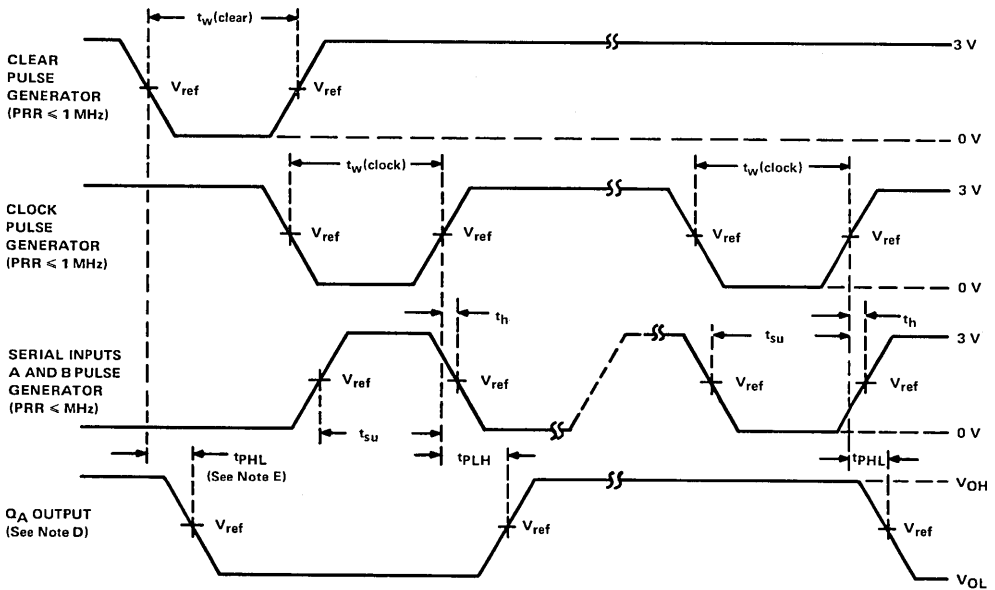 tw(clear)
CLEAR
PULSE
GENERATOR
(PRR ≤ 1 MHz)
Vref
Vref
3 V
0 V
tw(clock)
tw(clock)
CLOCK
PULSE
GENERATOR
(PRR ≤ 1 MHz)
Vref
Vref
Vref
Vref
3 V
0 V
th
tsu
th
SERIAL INPUTS
A AND B PULSE
GENERATOR
(PRR ≤ MHz)
Vref
Vref
Vref
Vref
3 V
0 V
tsu
tPHL
(See Note E)
tPLH
tPHL
QA OUTPUT
(See Note D)
Vref
Vref
Vref
VOH
VOL